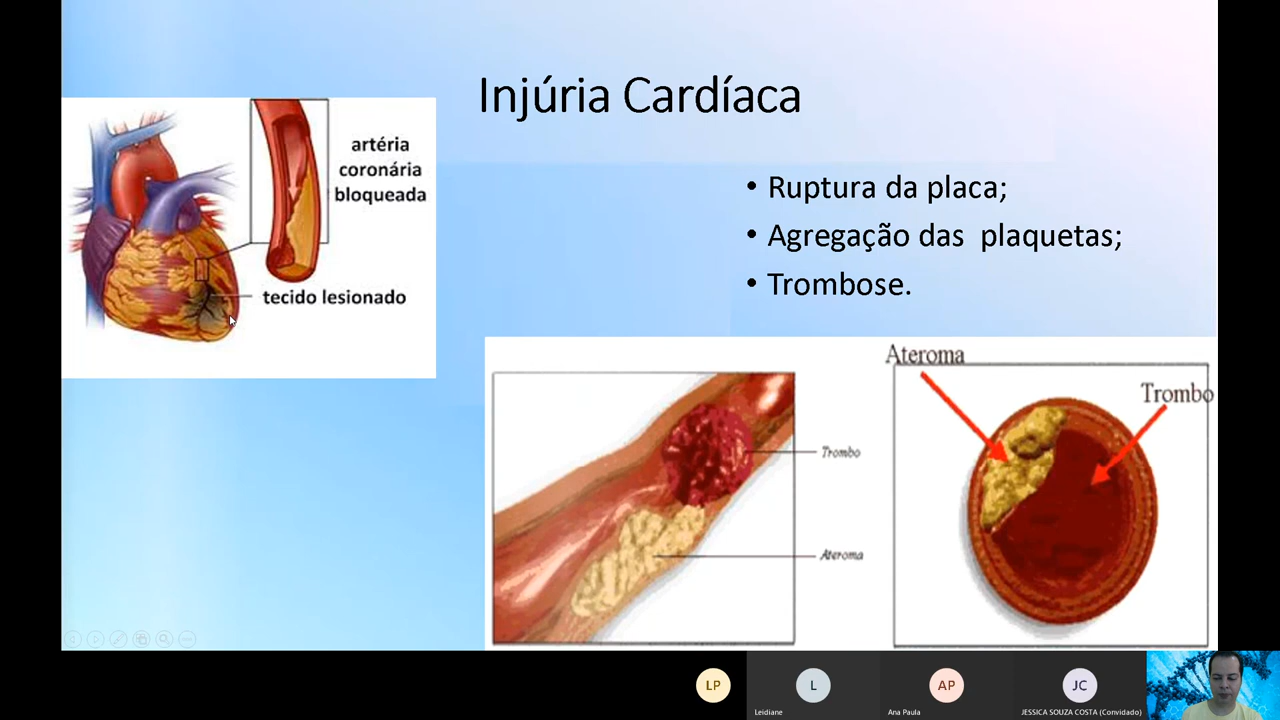 Injúria Cardíaca
artéria
coronária
bloqueada
tecido lesionado
• Ruptura da placa;
• Agregação das  plaquetas;
• Trombose.
Trombo
Ateroma
Ateroma
Trombo
LP
L
Leidiane
AP
Ana Paula
JC
JESSICA SOUZA COSTA (Convidado)